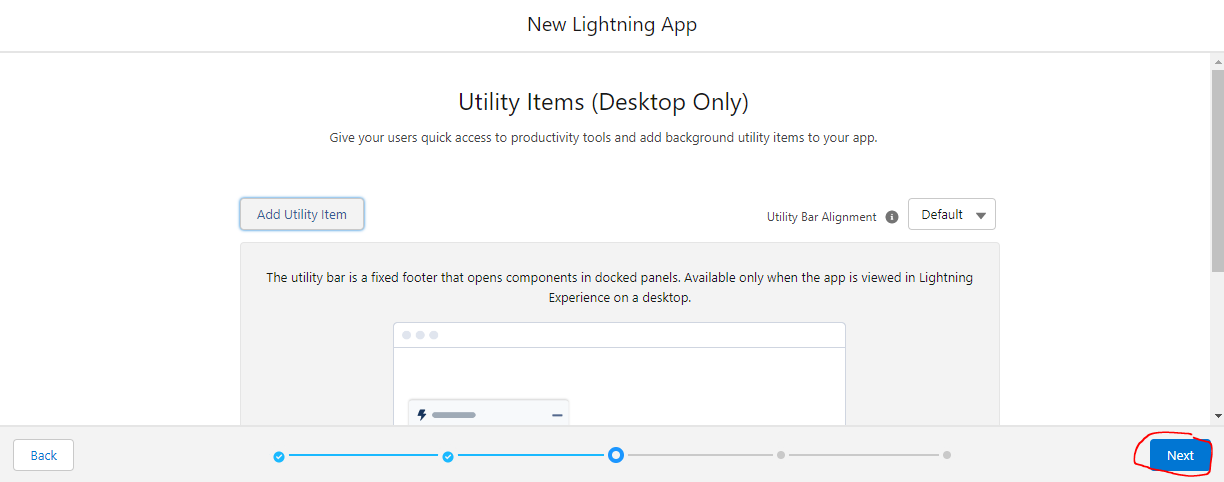 New Lightning App
Utility Items (Desktop Only)
Give your users quick access to productivity tools and add background utility items to your app.
Add Utility Item
Utility Bar Alignment
Default
The utility bar is a fixed footer that opens components in docked panels. Available only when the app is viewed in Lightning
Experience on a desktop.
Back
Next